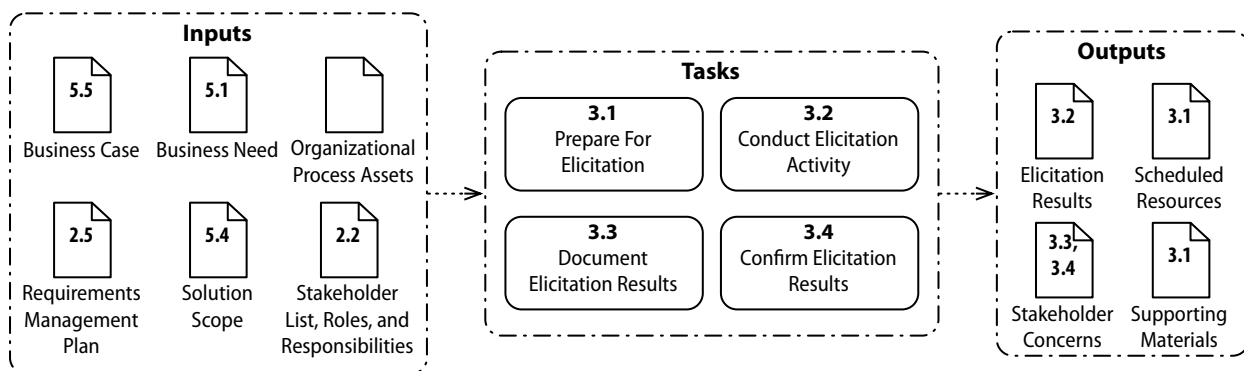 Inputs
5.5
Business Case
5.1
Business Need
Organizational
Process Assets
2.5
Requirements
Management
Plan
5.4
Solution
Scope
2.2
Stakeholder
List, Roles, and
Responsibilities
Tasks
3.1
Prepare For
Elicitation
3.2
Conduct Elicitation
Activity
3.3
Document
Elicitation Results
3.4
Confirm Elicitation
Results
Outputs
3.2
Elicitation
Results
3.1
Scheduled
Resources
3.3,
3.4
Stakeholder
Concerns
3.1
Supporting
Materials